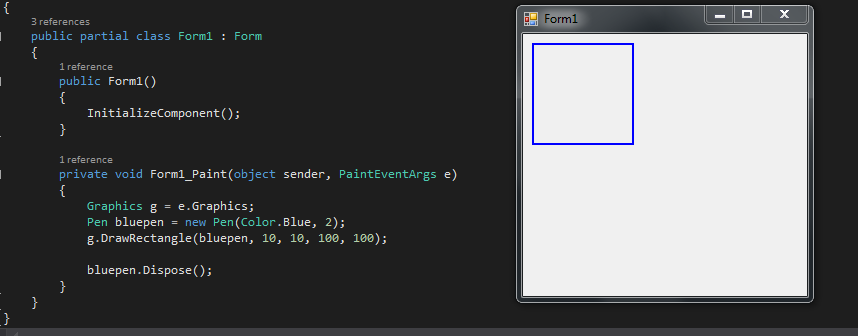 {
3 references
public partial class Form1 : Form
{
1 reference
public Form1()
{
InitializeComponent();
}
1 reference
private void Form1_Paint(object sender, PaintEventArgs e)
{
Graphics g = e.Graphics;
Pen bluepen = new Pen(Color.Blue, 2);
g.DrawRectangle(bluepen, 10, 10, 100, 100);
bluepen.Dispose();
}
}
}
Form1